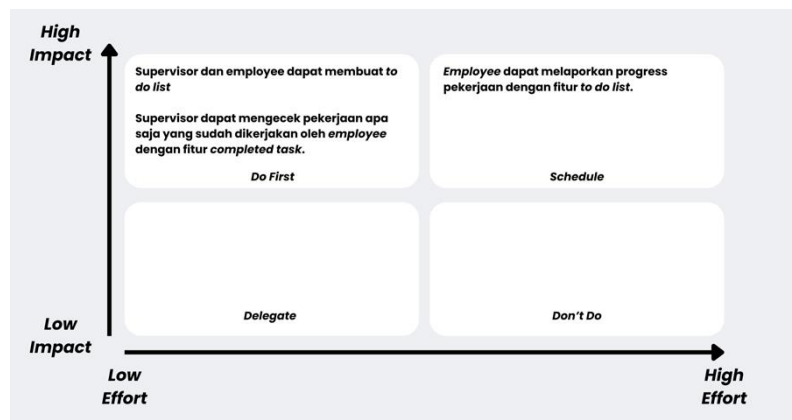 High
Impact
Supervisor dan employee dapat membuat to
do list
Supervisor dapat mengecek pekerjaan apa
saja yang sudah dikerjakan oleh employee
dengan fitur completed task.
Do First
Employee dapat melaporkan progress
pekerjaan dengan fitur to do list.
Schedule
Delegate
Don't Do
Low
Impact
Low
Effort
High
Effort